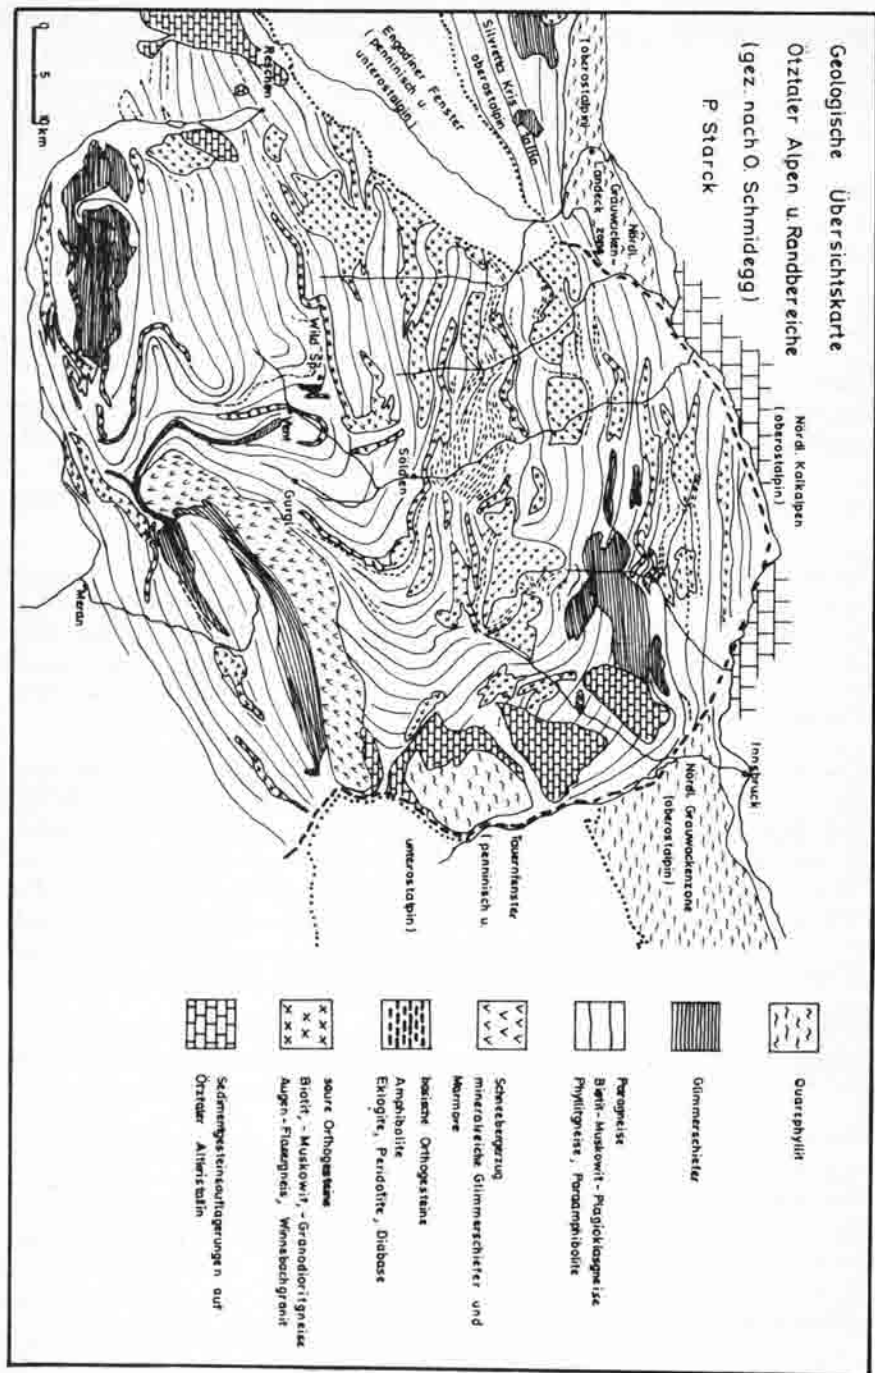 Geologische Übersichtskarte
Ötztaler Alpen u. Randbereiche
(gez. nach O. Schmidegg)
P. Starck
Nördl. Kalkalpen
(oberostalpin)
Innsbruck
Nördl. Grauwackenzone
(oberostalpin)
Nördl.
Grauwacken-
zone
Landeck
(oberostalpin)
Silvretta Kristallin
oberostalpin
Engadiner Fenster
(penninisch u.
unterostalpin)
Tauernfenster
(penninisch u.
unterostalpin)
Sölden
Wild Sp.
Vent
Gurgl
Reschen
Meran
0 5 10 km
Quarzphyllit
Glimmerschiefer
Paragneise
Biotit-Muskowit-Plagioklasgneise
Phyllitgneise, Paraamphibolite
Schneebergerzug
mineralreiche Glimmerschiefer und
Marmore
basische Orthogesteine
Amphibolite
Eklogite, Peridotite, Diabase
saure Orthogesteine
Biotit,-Muskowit,-Granodioritgneise
Augen-Flasergneis, Winnebachgranit
Sedimentgesteinsauflagerungen auf
Ötztaler Altkristallin